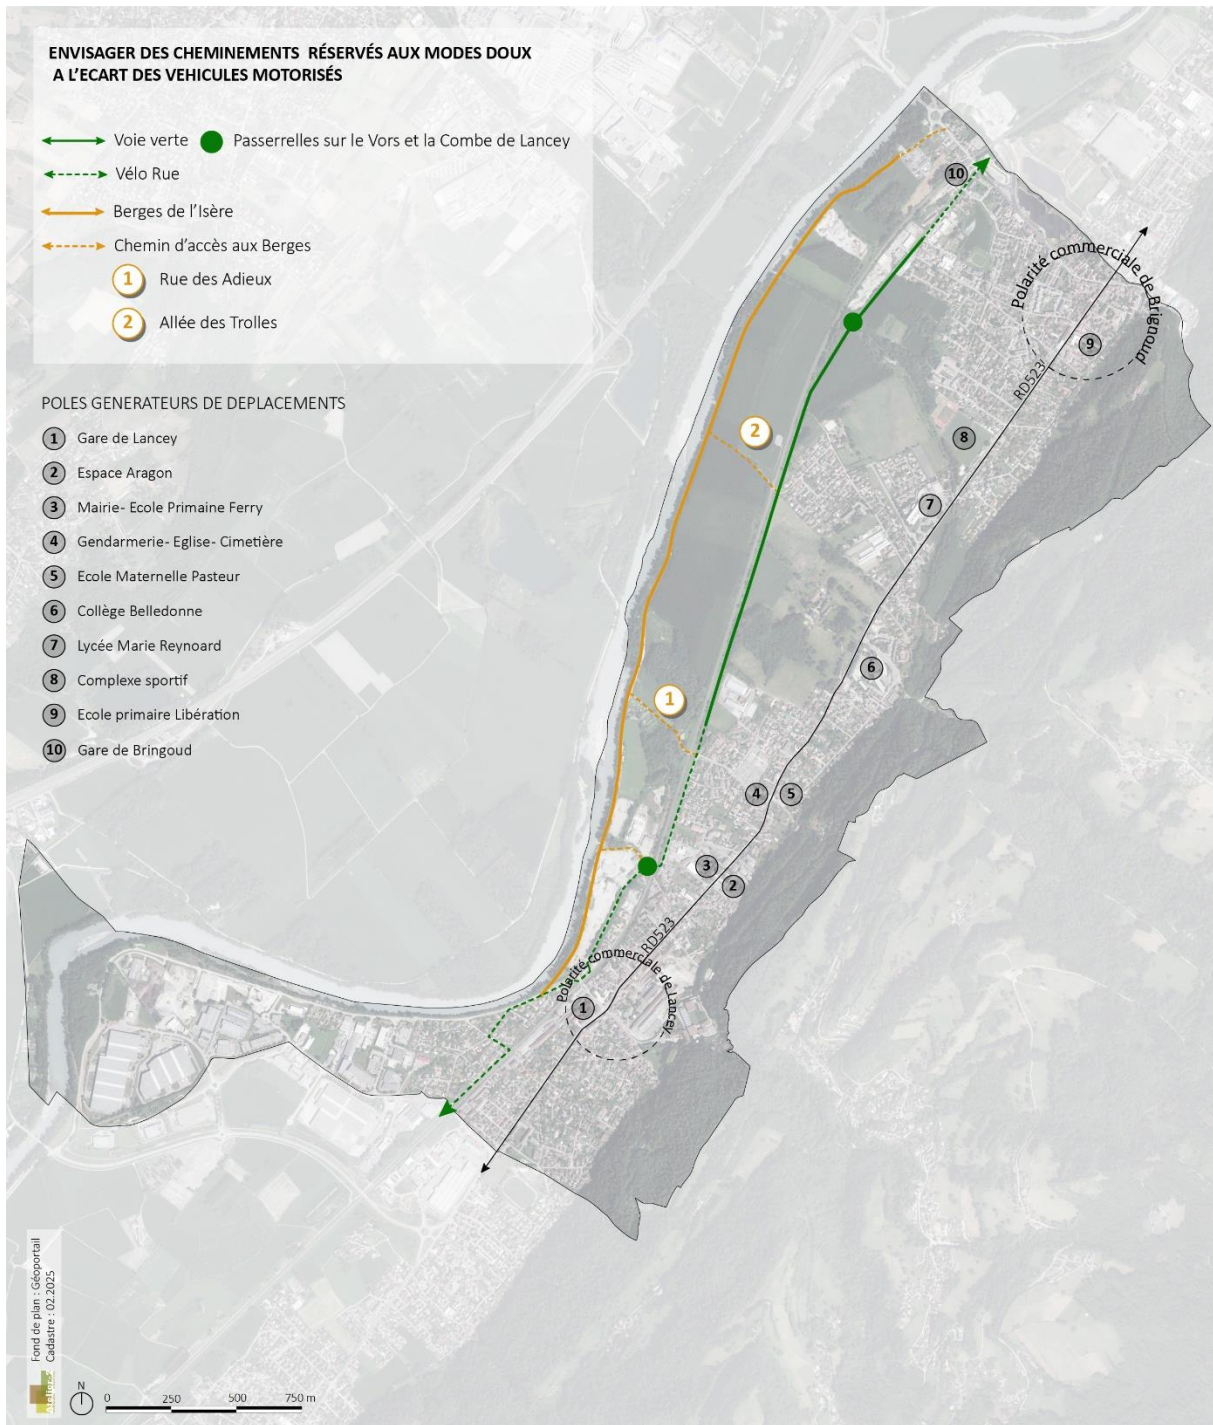 ENVISAGER DES CHEMINEMENTS RÉSERVÉS AUX MODES DOUX
A L’ECART DES VEHICULES MOTORISÉS
Voie verte
Passerrelles sur le Vors et la Combe de Lancey
Vélo Rue
Berges de l’Isère
Chemin d’accès aux Berges
1 Rue des Adieux
2 Allée des Trolles
POLES GENERATEURS DE DEPLACEMENTS
1 Gare de Lancey
2 Espace Aragon
3 Mairie- Ecole Primaine Ferry
4 Gendarmerie- Eglise- Cimetière
5 Ecole Maternelle Pasteur
6 Collège Belledonne
7 Lycée Marie Reynoard
8 Complexe sportif
9 Ecole primaire Libération
10 Gare de Bringoud
10
Polarité commerciale de Brignoud
9
RD523
2
8
7
6
1
4
5
3
2
RD523
Polarité commerciale de Lancey
1
Fond de plan : Géoportail
Cadastre : 02.2025
N
0 250 500 750 m